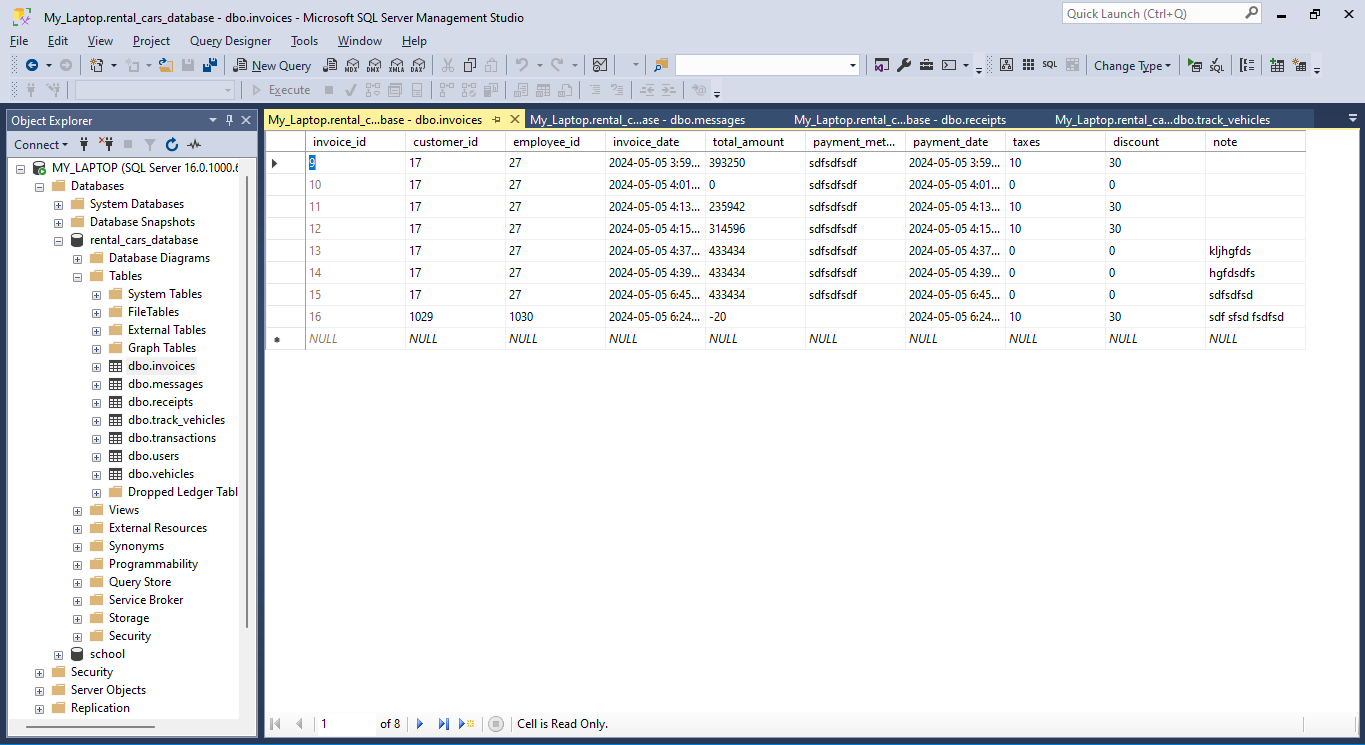 My_Laptop.rental_cars_database - dbo.invoices - Microsoft SQL Server Management Studio
Quick Launch (Ctrl+Q)
File Edit View Project Query Designer Tools Window Help
New Query MDX DMX XMLA DAX SQL Change Type SQL
Execute
Object Explorer
My_Laptop.rental_c...base - dbo.invoices
My_Laptop.rental_c...ase - dbo.messages
My_Laptop.rental_c...base - dbo.receipts
My_Laptop.rental_ca...dbo.track_vehicles
Connect
MY_LAPTOP (SQL Server 16.0.1000.6
Databases
System Databases
Database Snapshots
rental_cars_database
Database Diagrams
Tables
System Tables
FileTables
External Tables
Graph Tables
dbo.invoices
dbo.messages
dbo.receipts
dbo.track_vehicles
dbo.transactions
dbo.users
dbo.vehicles
Dropped Ledger Tabl
Views
External Resources
Synonyms
Programmability
Query Store
Service Broker
Storage
Security
school
Security
Server Objects
Replication
invoice_id customer_id employee_id invoice_date total_amount payment_met... payment_date taxes discount note
9 17 27 2024-05-05 3:59... 393250 sdfsdfsdf 2024-05-05 3:59... 10 30
10 17 27 2024-05-05 4:01... 0 sdfsdfsdf 2024-05-05 4:01... 0 0
11 17 27 2024-05-05 4:13... 235942 sdfsdfsdf 2024-05-05 4:13... 10 30
12 17 27 2024-05-05 4:15... 314596 sdfsdfsdf 2024-05-05 4:15... 10 30
13 17 27 2024-05-05 4:37... 433434 sdfsdfsdf 2024-05-05 4:37... 0 0 kljhgfds
14 17 27 2024-05-05 4:39... 433434 sdfsdfsdf 2024-05-05 4:39... 0 0 hgfdsdfs
15 17 27 2024-05-05 6:45... 433434 sdfsdfsdf 2024-05-05 6:45... 0 0 sdfsdfsd
16 1029 1030 2024-05-05 6:24... -20 2024-05-05 6:24... 10 30 sdf sfsd fsdfsd
NULL NULL NULL NULL NULL NULL NULL NULL NULL NULL
1 of 8 Cell is Read Only.